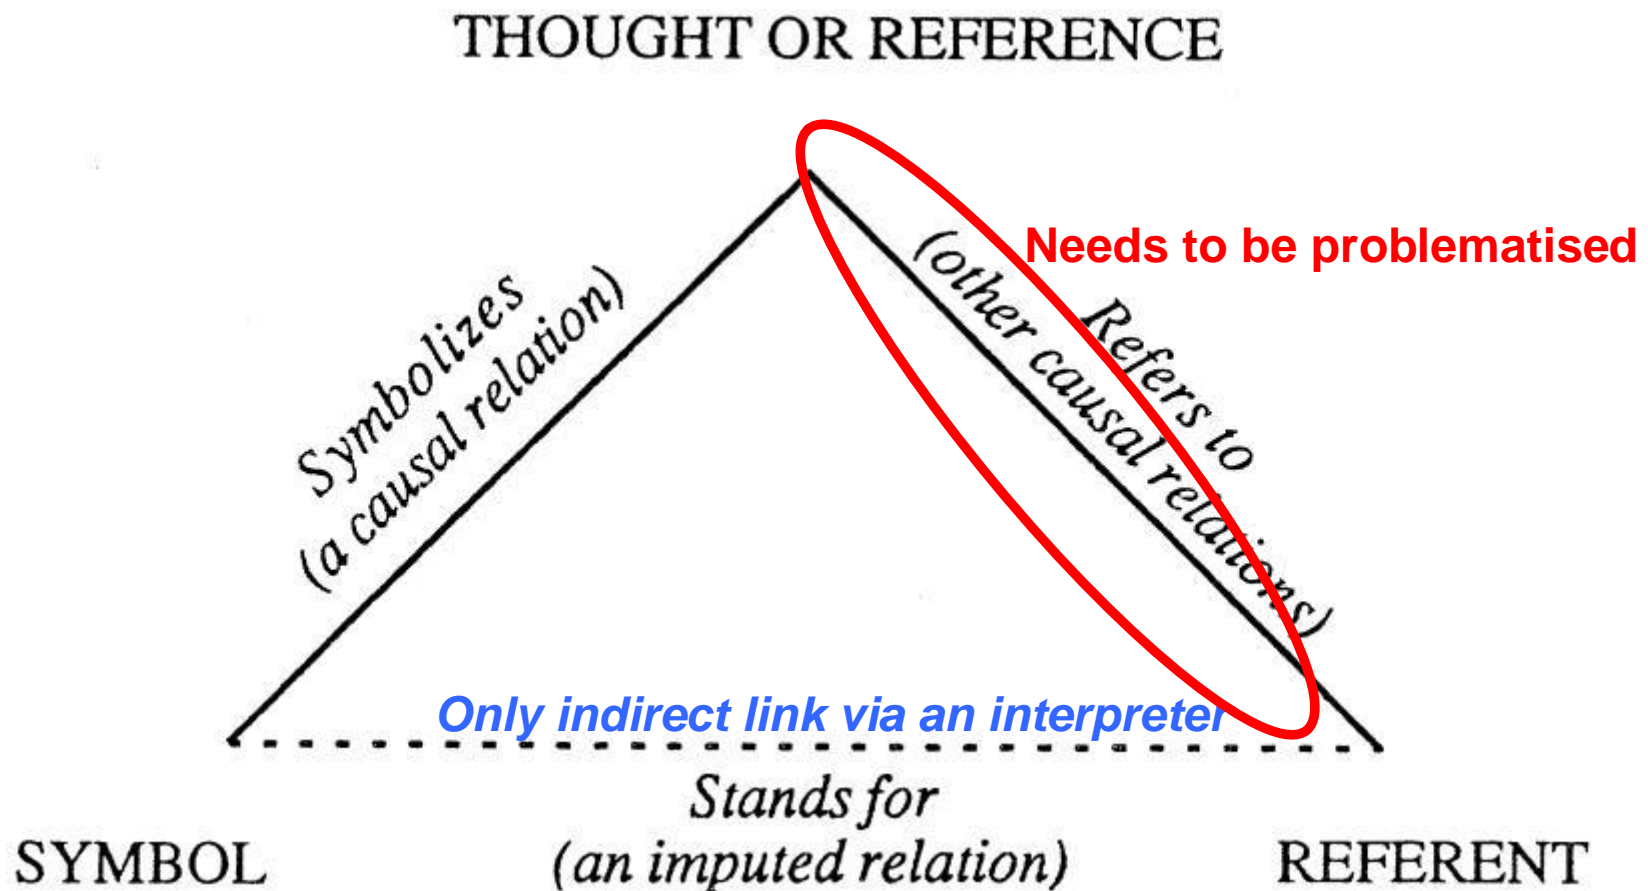 THOUGHT OR REFERENCE
Needs to be problematised
Symbolizes
(a causal relation)
Refers to
(other causal relations)
Only indirect link via an interpreter
Stands for
(an imputed relation)
SYMBOL
REFERENT